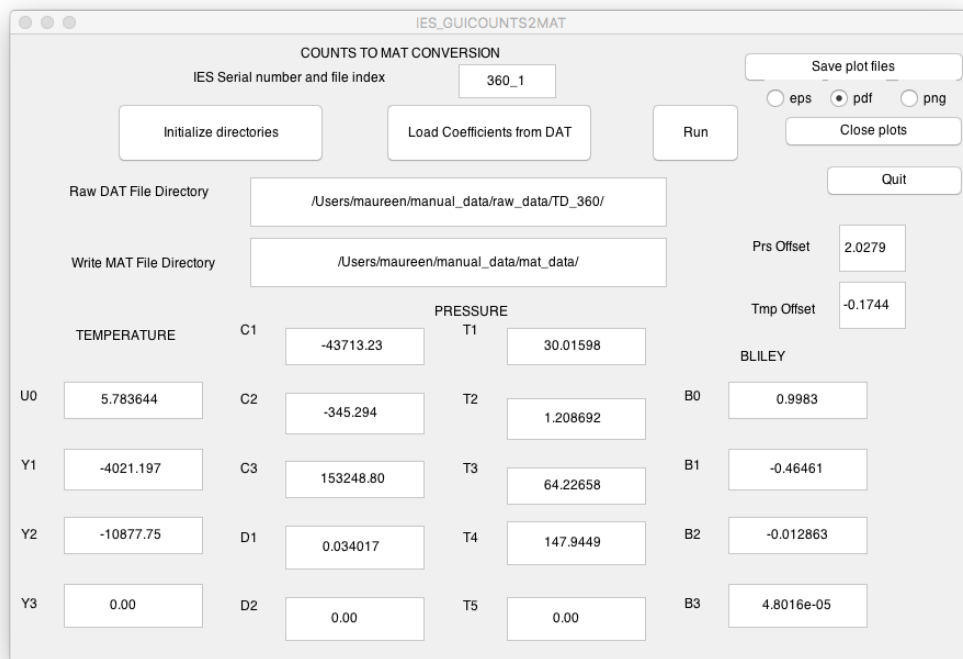 IES_GUICOUNTS2MAT
COUNTS TO MAT CONVERSION
IES Serial number and file index 360_1
Save plot files
eps pdf png
Initialize directories Load Coefficients from DAT Run Close plots
Quit
Raw DAT File Directory /Users/maureen/manual_data/raw_data/TD_360/
Prs Offset 2.0279
Write MAT File Directory /Users/maureen/manual_data/mat_data/
Tmp Offset -0.1744
PRESSURE
TEMPERATURE C1 -43713.23 T1 30.01598
BLILEY
U0 5.783644 C2 -345.294 T2 1.208692 B0 0.9983
Y1 -4021.197 C3 153248.80 T3 64.22658 B1 -0.46461
Y2 -10877.75 D1 0.034017 T4 147.9449 B2 -0.012863
Y3 0.00 D2 0.00 T5 0.00 B3 4.8016e-05